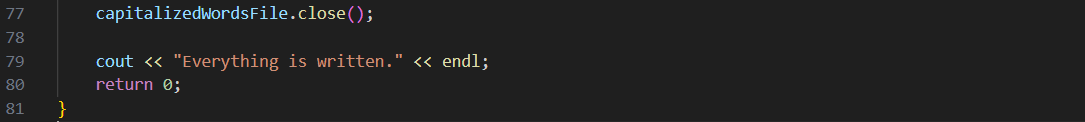 77 capitalizedWordsFile.close();
78
79 cout << "Everything is written." << endl;
80 return 0;
81 }